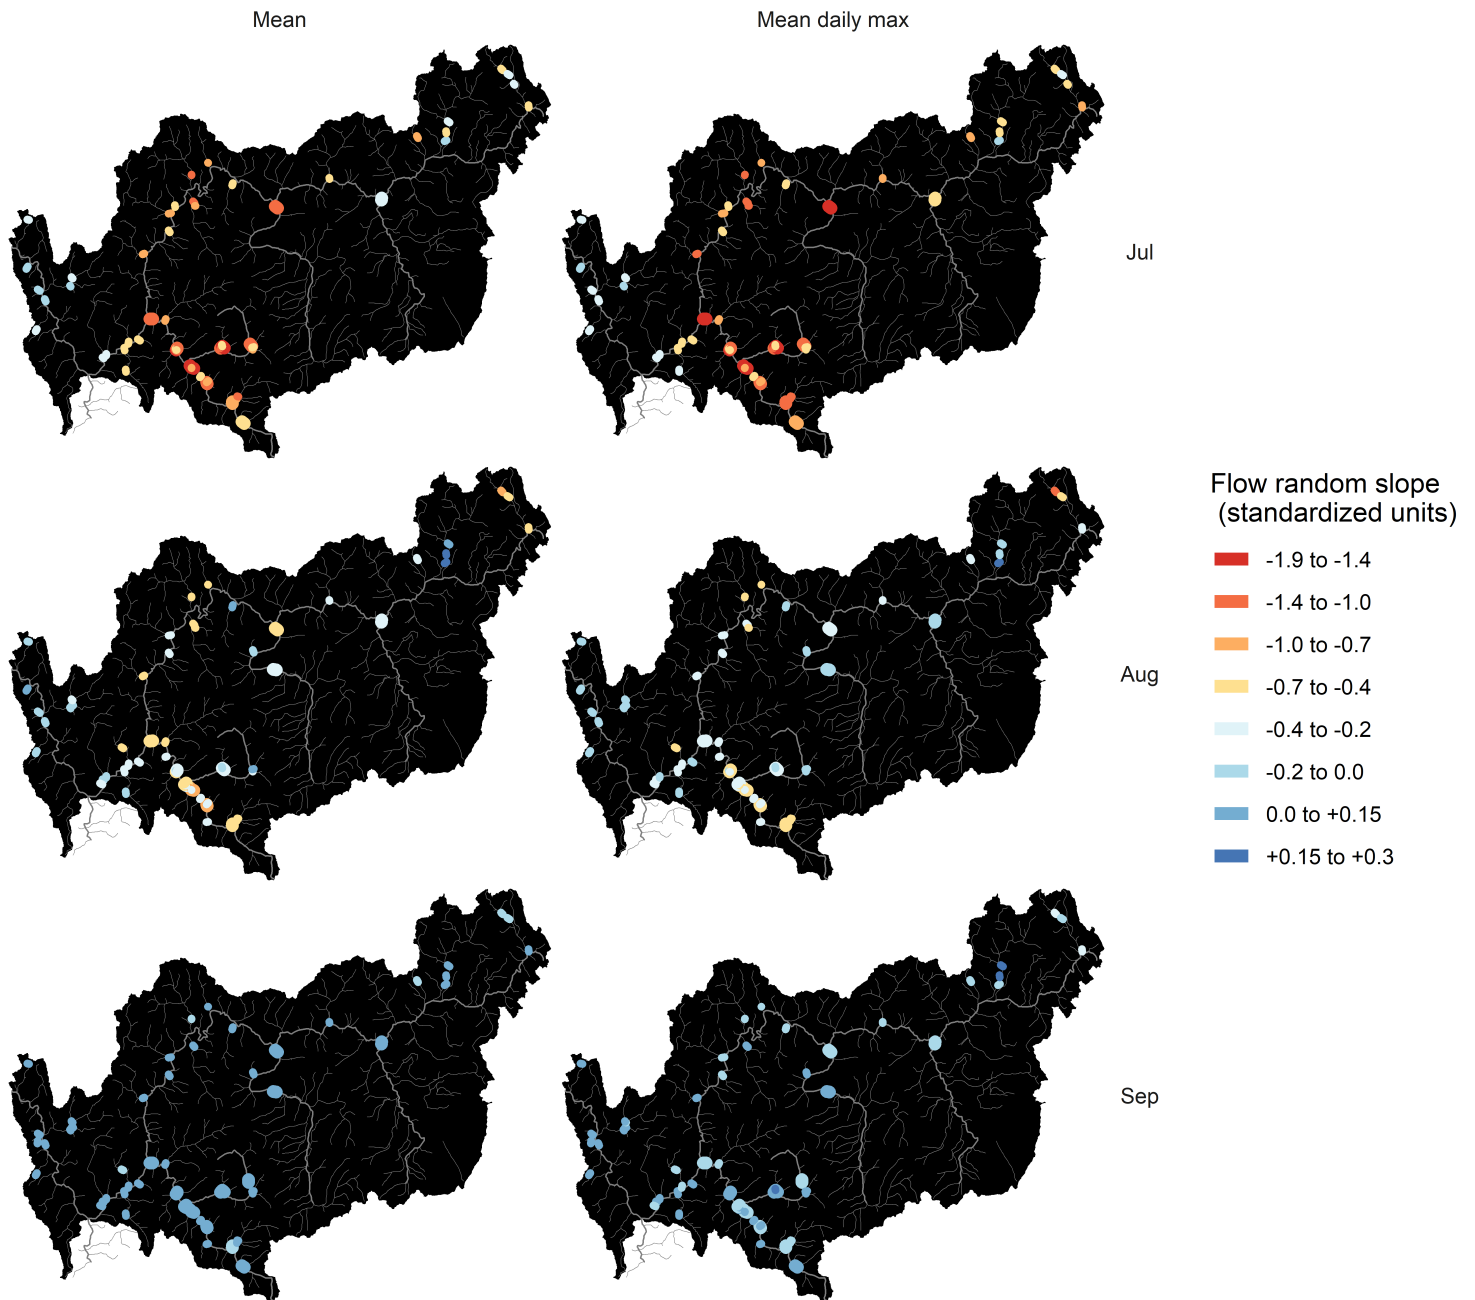 Mean
Mean daily max
Jul
Aug
Sep
Flow random slope
(standardized units)
-1.9 to -1.4
-1.4 to -1.0
-1.0 to -0.7
-0.7 to -0.4
-0.4 to -0.2
-0.2 to 0.0
0.0 to +0.15
+0.15 to +0.3